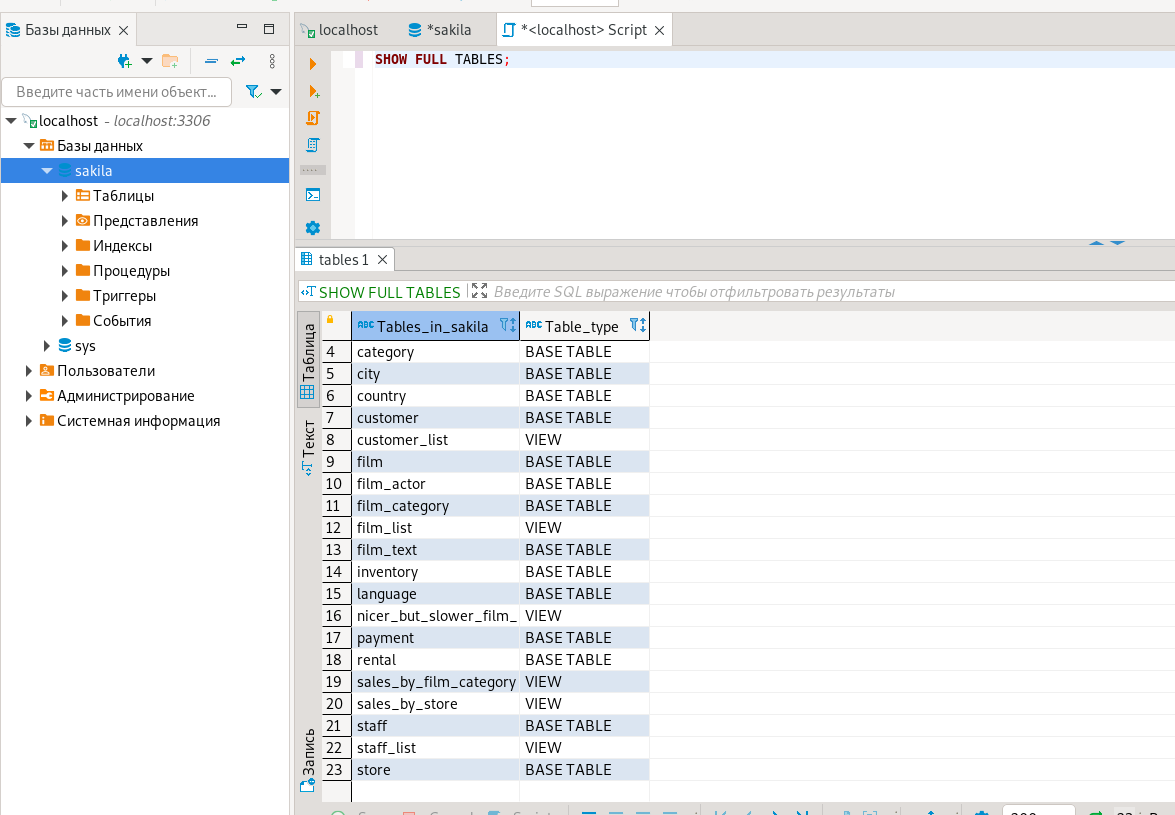 Базы данных
localhost
*sakila
*<localhost> Script
SHOW FULL TABLES;
Введите часть имени объект...
localhost - localhost:3306
Базы данных
sakila
Таблицы
Представления
Индексы
Процедуры
Триггеры
События
sys
Пользователи
Администрирование
Системная информация
tables 1
SHOW FULL TABLES
Введите SQL выражение чтобы отфильтровать результаты
Таблица
Текст
Запись
ABC Tables_in_sakila ABC Table_type
4 category BASE TABLE
5 city BASE TABLE
6 country BASE TABLE
7 customer BASE TABLE
8 customer_list VIEW
9 film BASE TABLE
10 film_actor BASE TABLE
11 film_category BASE TABLE
12 film_list VIEW
13 film_text BASE TABLE
14 inventory BASE TABLE
15 language BASE TABLE
16 nicer_but_slower_film_ VIEW
17 payment BASE TABLE
18 rental BASE TABLE
19 sales_by_film_category VIEW
20 sales_by_store VIEW
21 staff BASE TABLE
22 staff_list VIEW
23 store BASE TABLE